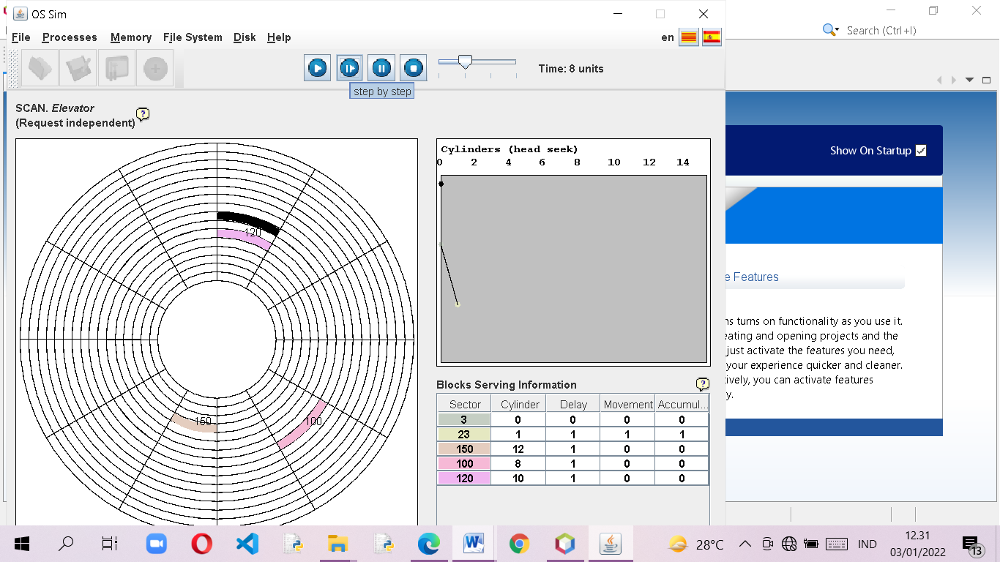 OS Sim
Search (Ctrl+I)
File Processes Memory File System Disk Help
en
Time: 8 units
step by step
SCAN. Elevator
(Request independent)
?
Show On Startup
Cylinders (head seek)
0 2 4 6 8 10 12 14
120
150
100
e Features
ns turns on functionality as you use it.
eating and opening projects and the
just activate the features you need,
your experience quicker and cleaner.
tively, you can activate features
y.
Blocks Serving Information
?
Sector Cylinder Delay Movement Accumul...
3 0 0 0 0
23 1 1 1 1
150 12 1 0 0
100 8 1 0 0
120 10 1 0 0
28°C
IND
12.31
03/01/2022
13